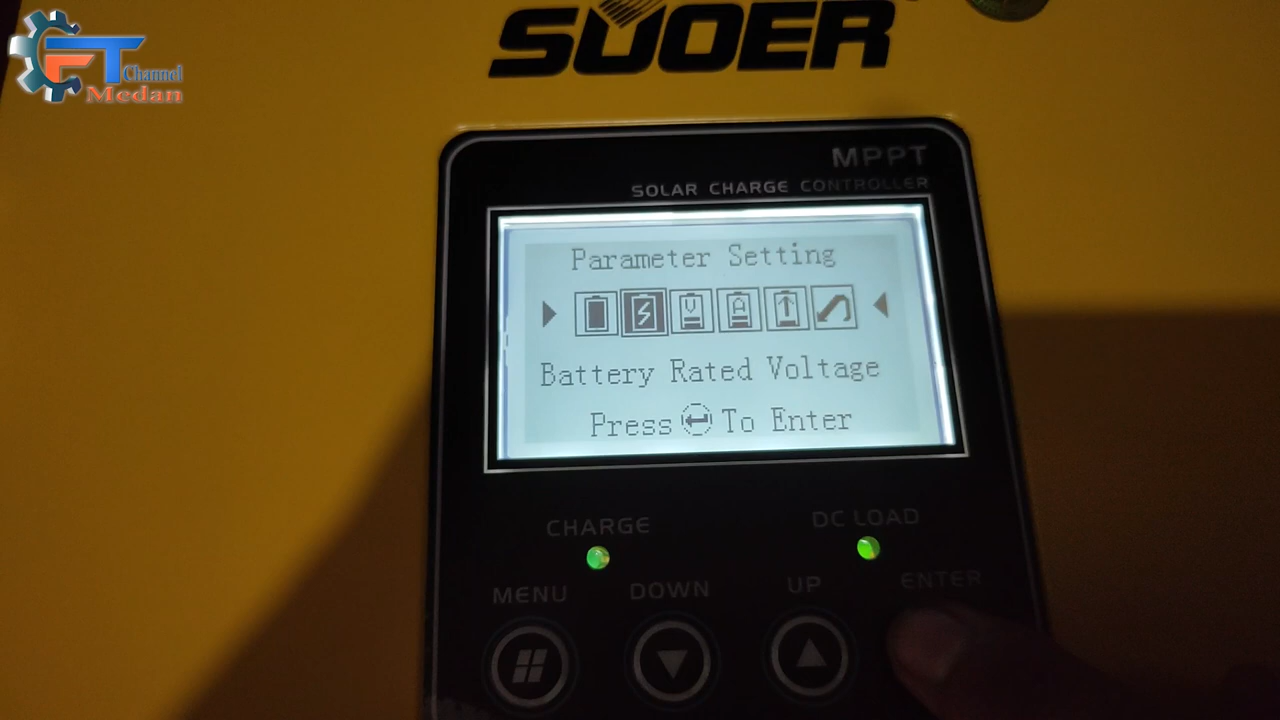 FT
Channel
Medan
SUOER
MPPT
SOLAR CHARGE CONTROLLER
Parameter Setting
V
A
Battery Rated Voltage
Press To Enter
CHARGE
DC LOAD
MENU
DOWN
UP
ENTER